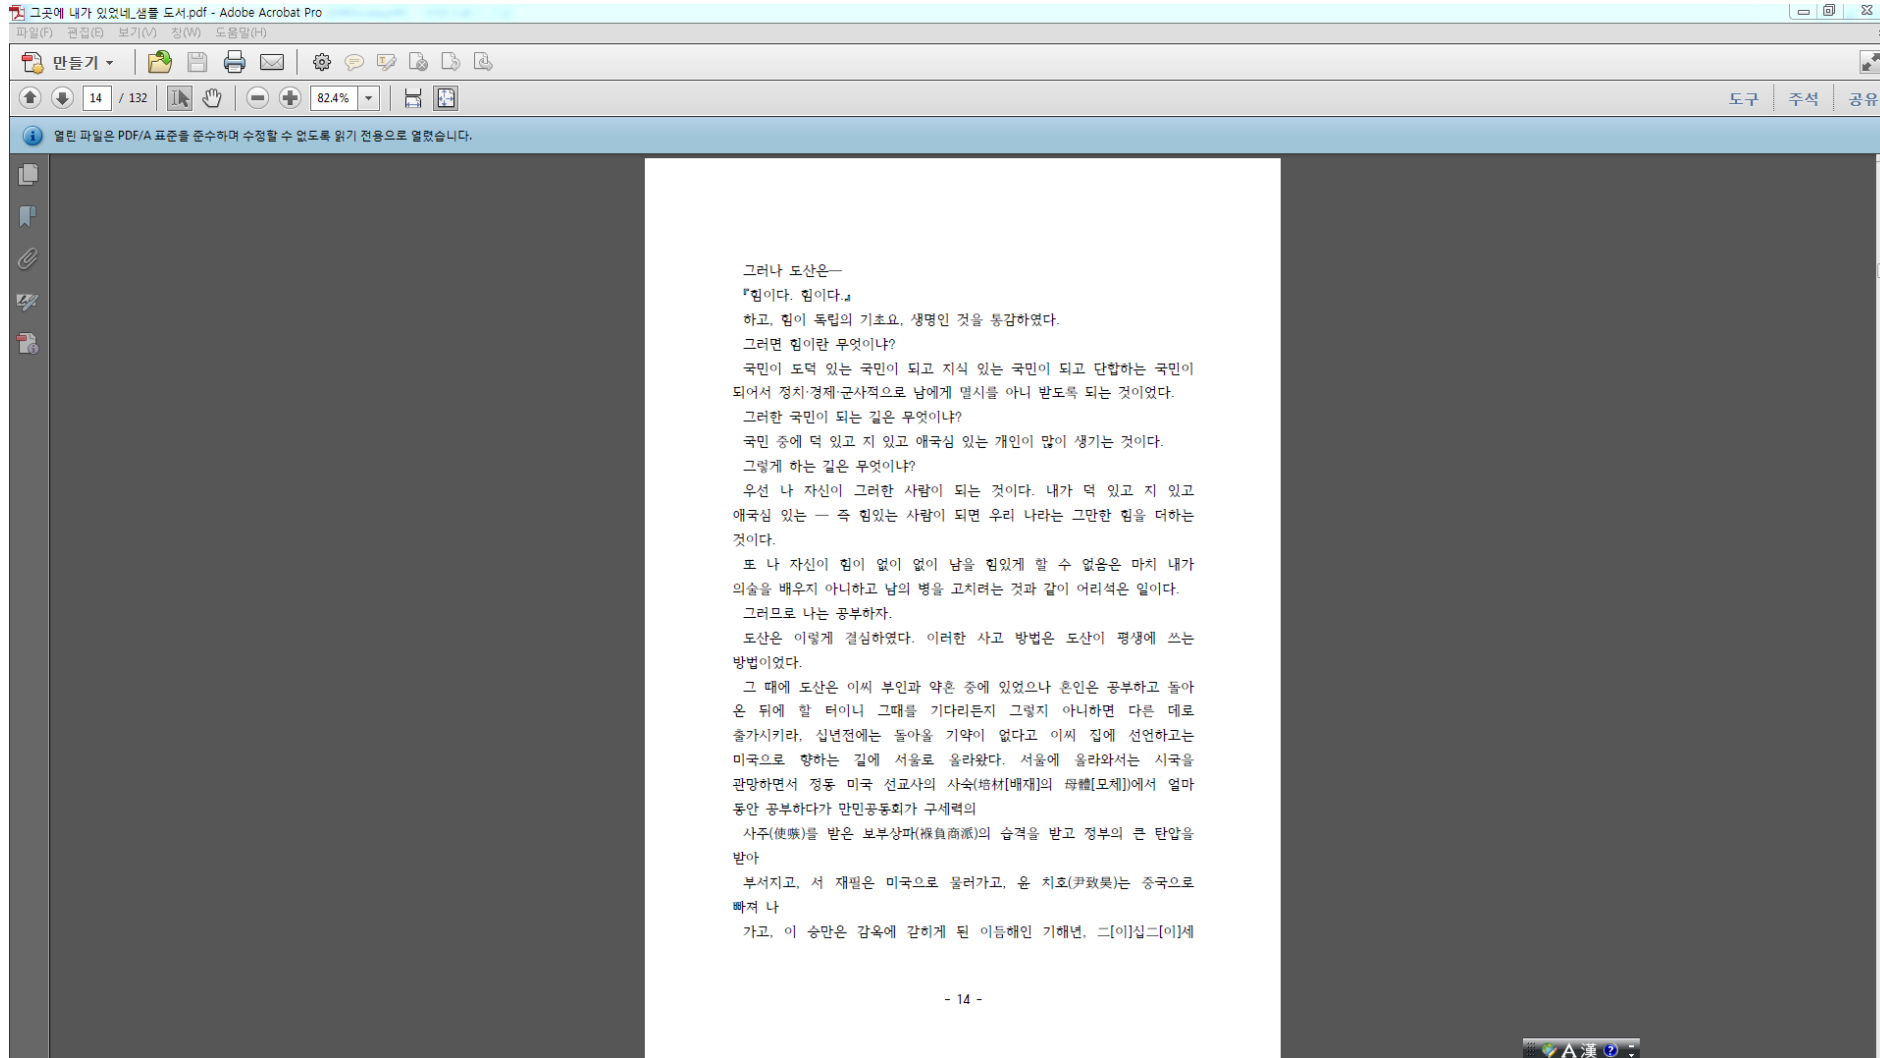 그곳에 내가 있었네_샘플 도서.pdf - Adobe Acrobat Pro
파일(F) 편집(E) 보기(V) 창(W) 도움말(H)
만들기
14 / 132 82.4% 도구 주석 공유
열린 파일은 PDF/A 표준을 준수하며 수정할 수 없도록 읽기 전용으로 열렸습니다.
그러나 도산은―
『힘이다. 힘이다.』
하고, 힘이 독립의 기초요, 생명인 것을 통감하였다.
그러면 힘이란 무엇이냐?
국민이 도덕 있는 국민이 되고 지식 있는 국민이 되고 단합하는 국민이
되어서 정치·경제·군사적으로 남에게 멸시를 아니 받도록 되는 것이었다.
그러한 국민이 되는 길은 무엇이냐?
국민 중에 덕 있고 지 있고 애국심 있는 개인이 많이 생기는 것이다.
그렇게 하는 길은 무엇이냐?
우선 나 자신이 그러한 사람이 되는 것이다. 내가 덕 있고 지 있고
애국심 있는 ― 즉 힘있는 사람이 되면 우리 나라는 그만한 힘을 더하는
것이다.
또 나 자신이 힘이 없이 없이 남을 힘있게 할 수 없음은 마치 내가
의술을 배우지 아니하고 남의 병을 고치려는 것과 같이 어리석은 일이다.
그러므로 나는 공부하자.
도산은 이렇게 결심하였다. 이러한 사고 방법은 도산이 평생에 쓰는
방법이었다.
그 때에 도산은 이씨 부인과 약혼 중에 있었으나 혼인은 공부하고 돌아
온 뒤에 할 터이니 그때를 기다리든지 그렇지 아니하면 다른 데로
출가시키라, 십년전에는 돌아올 기약이 없다고 이씨 집에 선언하고는
미국으로 향하는 길에 서울로 올라왔다. 서울에 올라와서는 시국을
관망하면서 정동 미국 선교사의 사숙(培材[배재]의 母體[모체])에서 얼마
동안 공부하다가 만민공동회가 구세력의
사주(使嗾)를 받은 보부상파(褓負商派)의 습격을 받고 정부의 큰 탄압을
받아
부서지고, 서 재필은 미국으로 물러가고, 윤 치호(尹致昊)는 중국으로
빠져 나
가고, 이 승만은 감옥에 갇히게 된 이듬해인 기해년, 二[이]십二[이]세
- 14 -
A 漢